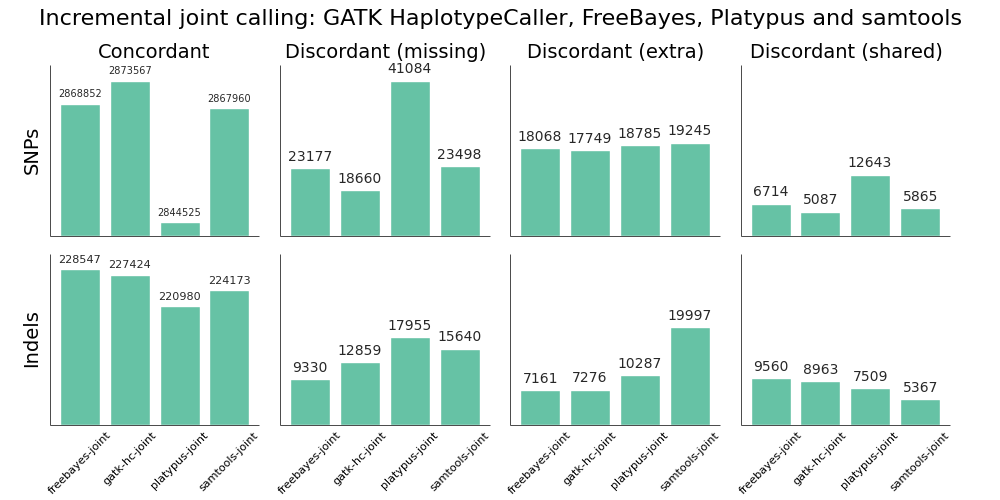 Incremental joint calling: GATK HaplotypeCaller, FreeBayes, Platypus and samtools
Concordant
Discordant (missing)
Discordant (extra)
Discordant (shared)
SNPs
2868852
2873567
2844525
2867960
23177
18660
41084
23498
18068
17749
18785
19245
6714
5087
12643
5865
Indels
228547
227424
220980
224173
9330
12859
17955
15640
7161
7276
10287
19997
9560
8963
7509
5367
freebayes-joint
gatk-hc-joint
platypus-joint
samtools-joint
freebayes-joint
gatk-hc-joint
platypus-joint
samtools-joint
freebayes-joint
gatk-hc-joint
platypus-joint
samtools-joint
freebayes-joint
gatk-hc-joint
platypus-joint
samtools-joint